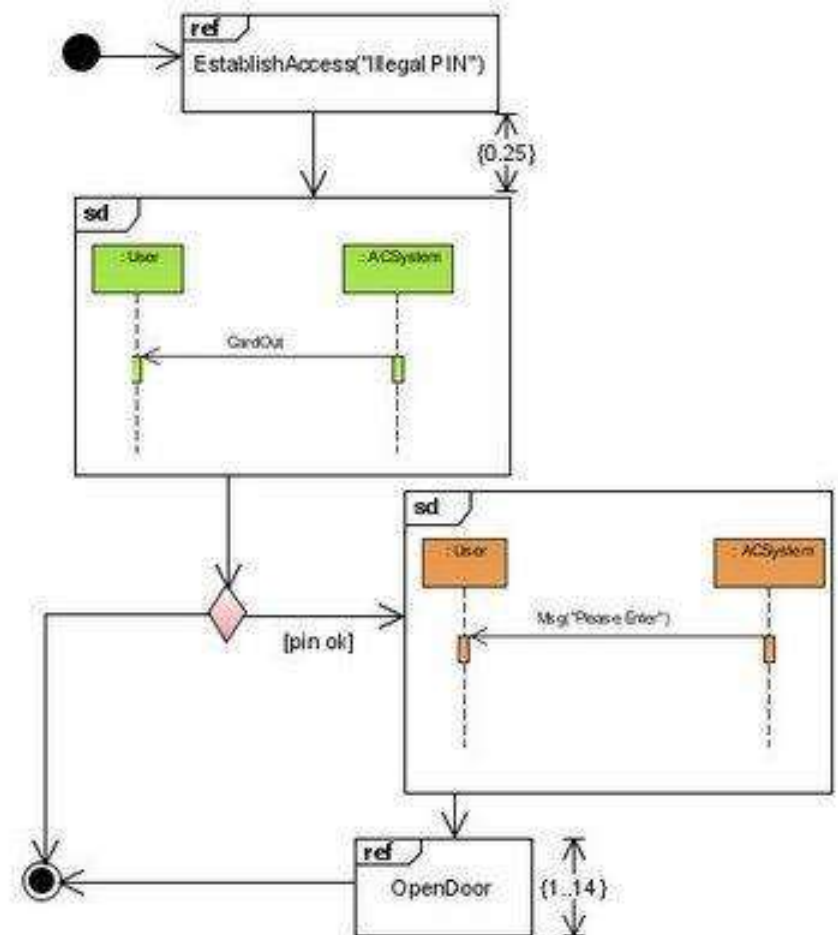 ref
EstablishAccess("Illegal PIN")
{0.25}
sd
: User
: ACSystem
CardOut
sd
: User
: ACSystem
Msg("Please Enter")
[pin ok]
ref
OpenDoor
{1..14}